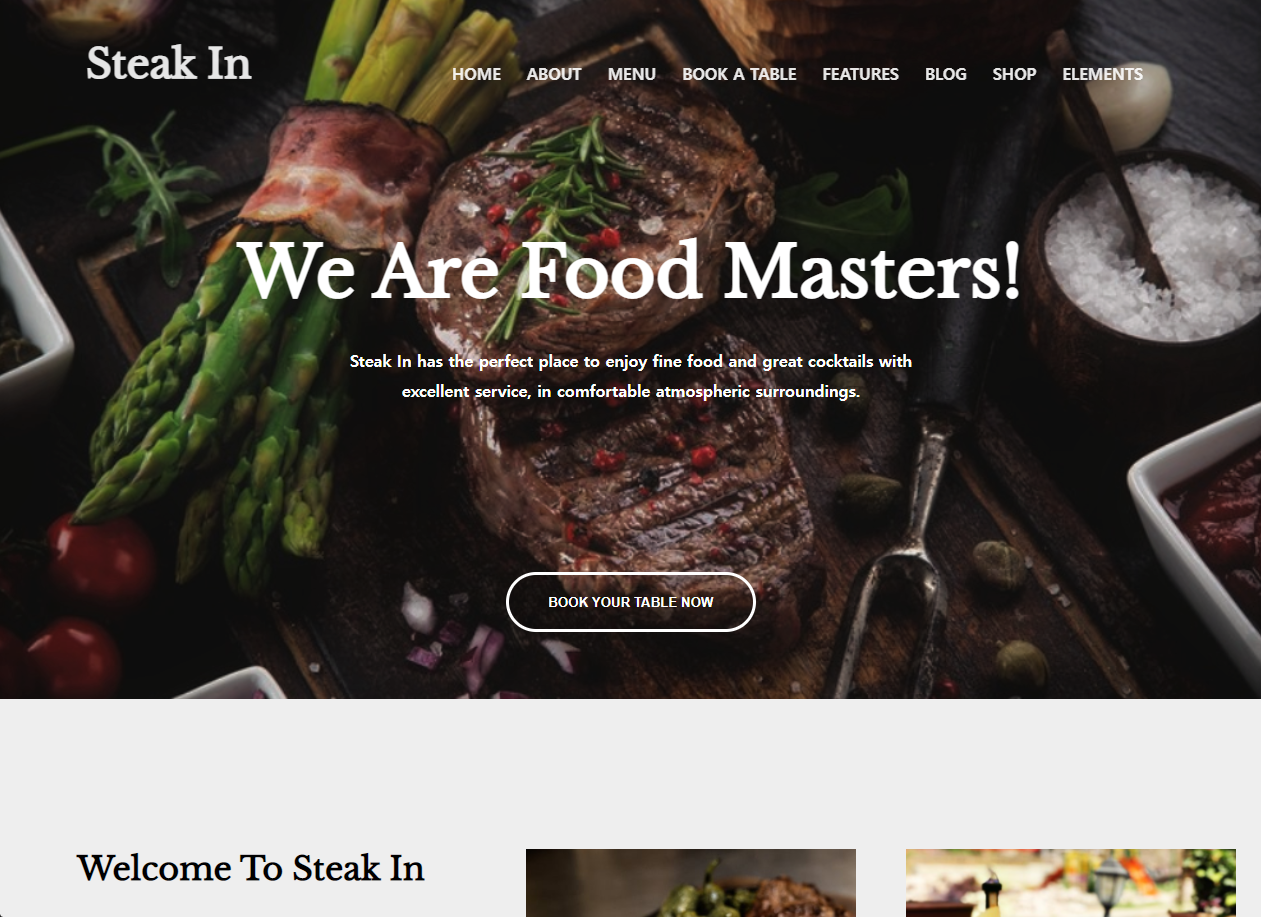 Steak In
HOME ABOUT MENU BOOK A TABLE FEATURES BLOG SHOP ELEMENTS
We Are Food Masters!
Steak In has the perfect place to enjoy fine food and great cocktails with
excellent service, in comfortable atmospheric surroundings.
BOOK YOUR TABLE NOW
Welcome To Steak In